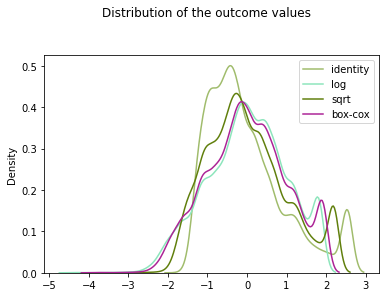 Distribution of the outcome values
identity
log
sqrt
box-cox
Density
0.5
0.4
0.3
0.2
0.1
0.0
−5 −4 −3 −2 −1 0 1 2 3